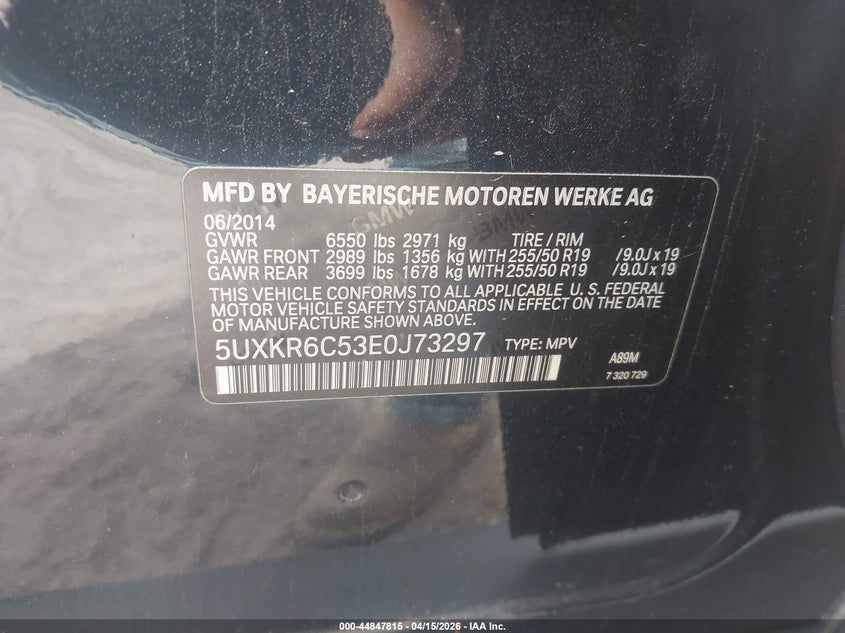 MFD BY BAYERISCHE MOTOREN WERKE AG
06/2014
GVWR 6550 lbs 2971 kg TIRE / RIM
GAWR FRONT 2989 lbs 1356 kg WITH 255/50 R19 /9.0J x 19
GAWR REAR 3699 lbs 1678 kg WITH 255/50 R19 /9.0J x 19
THIS VEHICLE CONFORMS TO ALL APPLICABLE U. S. FEDERAL
MOTOR VEHICLE SAFETY STANDARDS IN EFFECT ON THE DATE
OF MANUFACTURE SHOWN ABOVE.
5UXKR6C53E0J73297 TYPE: MPV
A89M
7 320 729
BMW
BMW
000-44847815 - 04/15/2026 - IAA Inc.